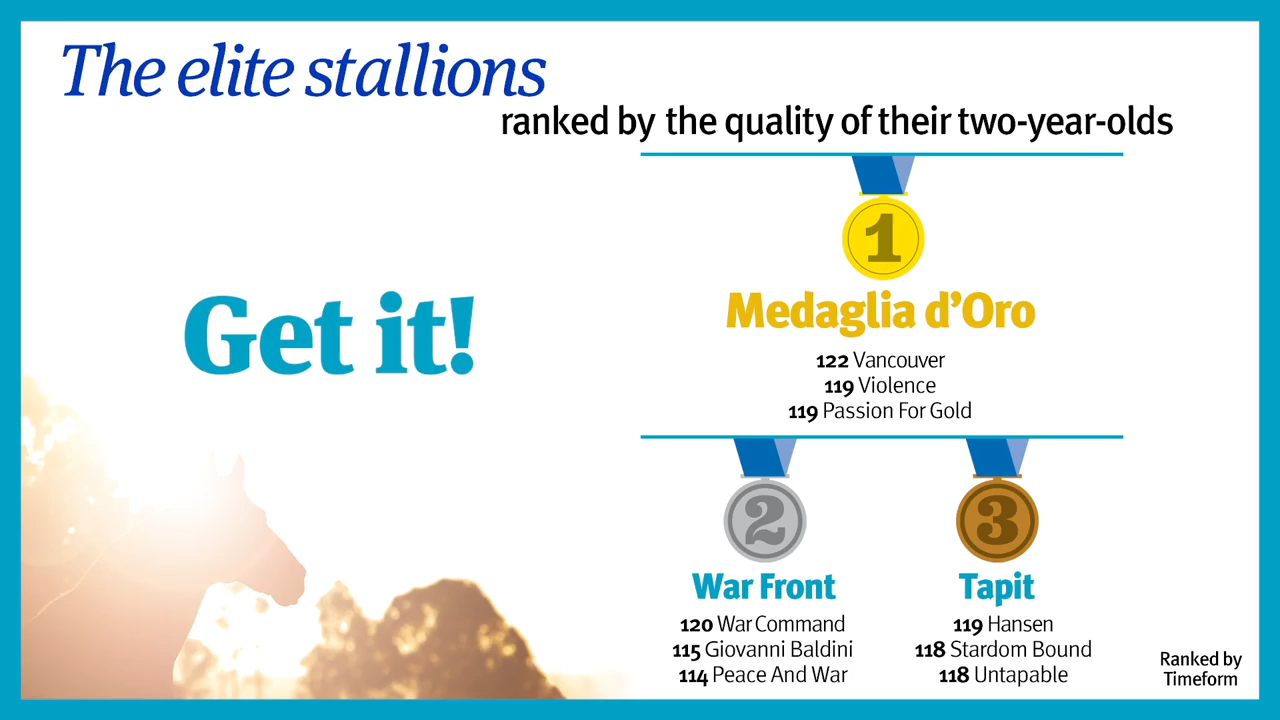 The elite stallions
ranked by the quality of their two-year-olds
Get it!
1
Medaglia d’Oro
122 Vancouver
119 Violence
119 Passion For Gold
2
War Front
120 War Command
115 Giovanni Baldini
114 Peace And War
3
Tapit
119 Hansen
118 Stardom Bound
118 Untapable
Ranked by
Timeform